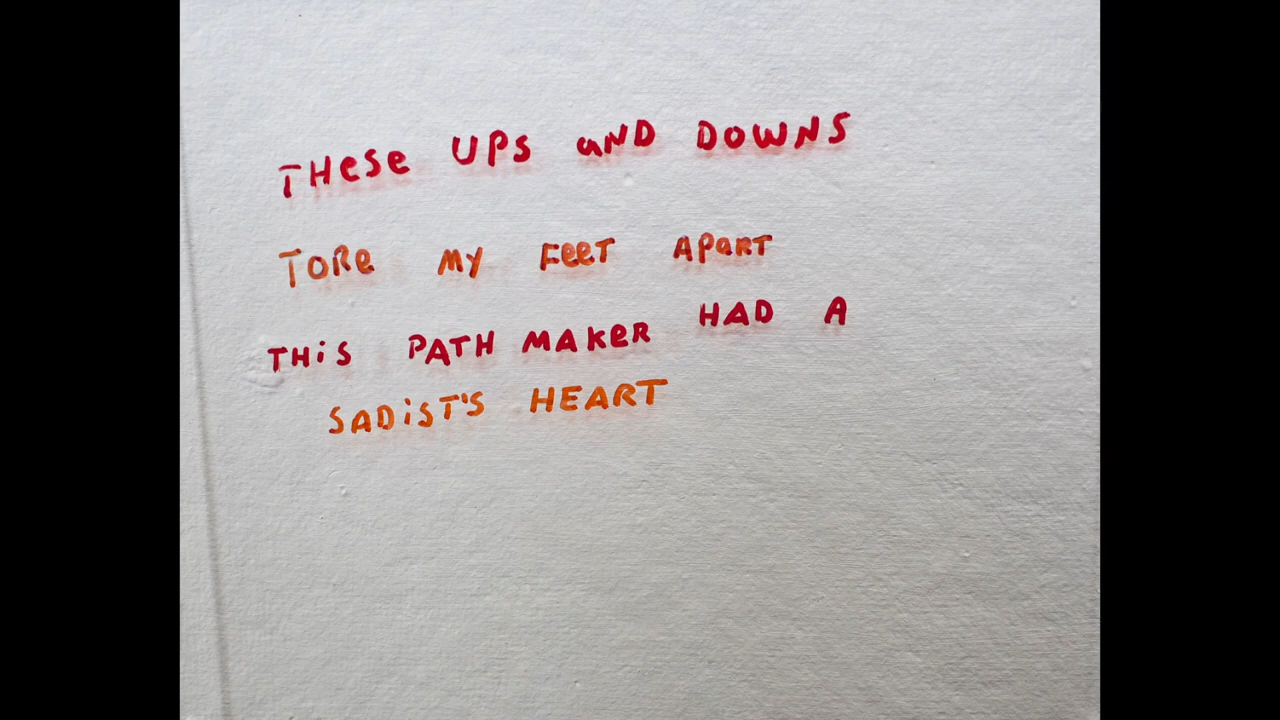 THese UPs aND DOWNS
TORe MY FeeT APaRT
THiS PATH MAKeR HAD A
SADiST'S HEART